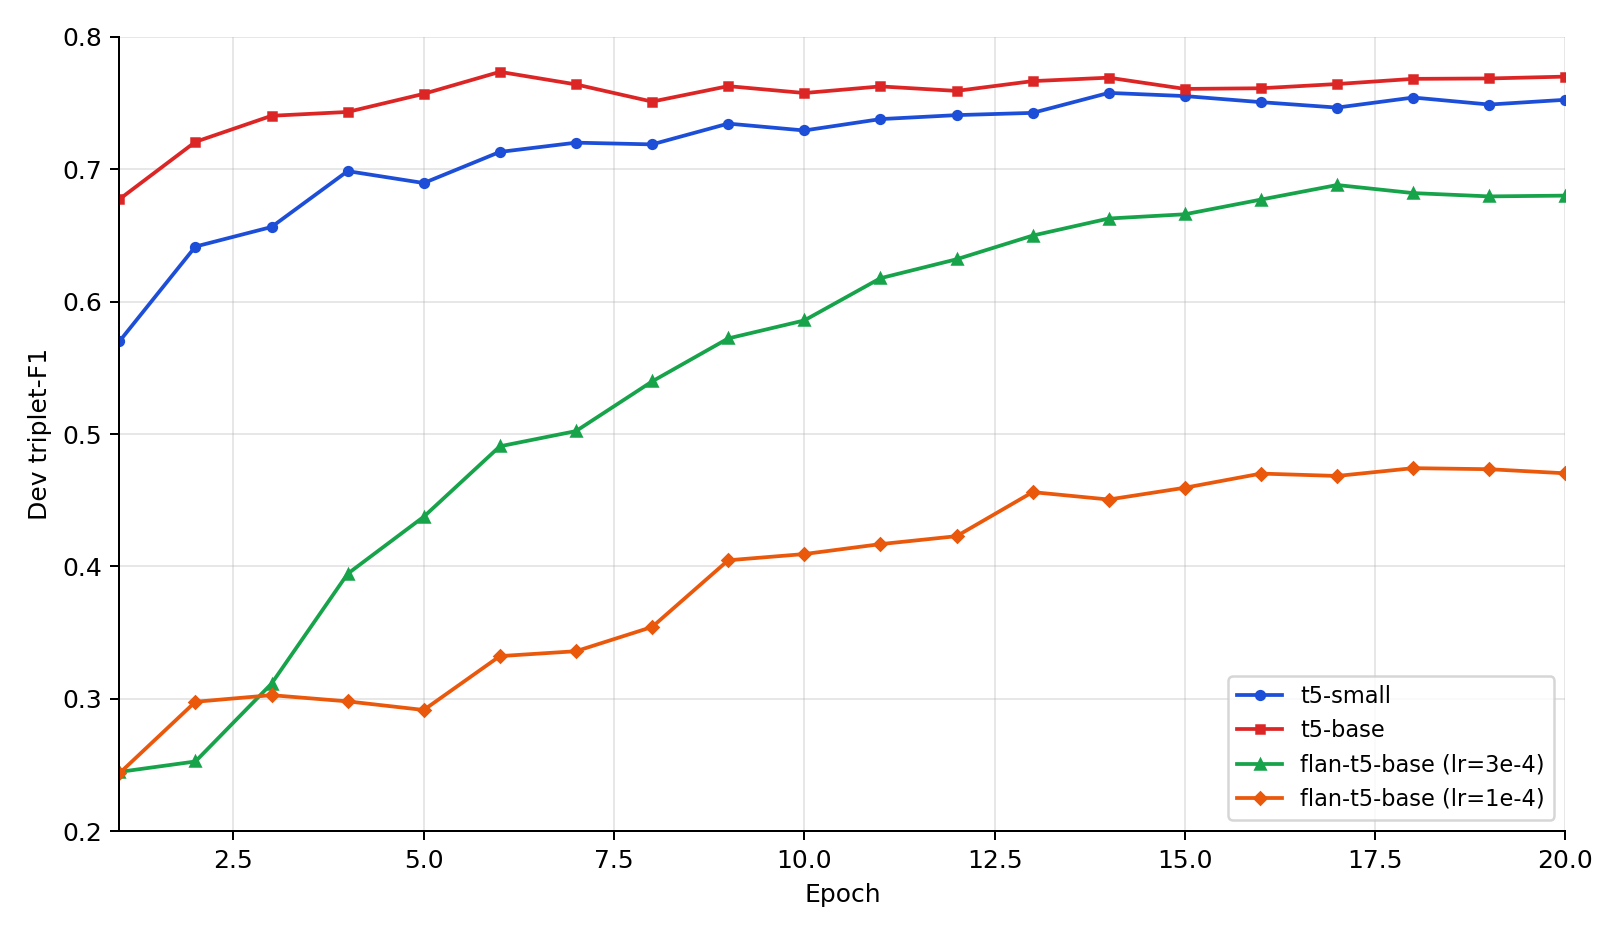 0.8
0.7
0.6
0.5
0.4
0.3
0.2
Dev triplet-F1
2.5 5.0 7.5 10.0 12.5 15.0 17.5 20.0
Epoch
t5-small
t5-base
flan-t5-base (lr=3e-4)
flan-t5-base (lr=1e-4)